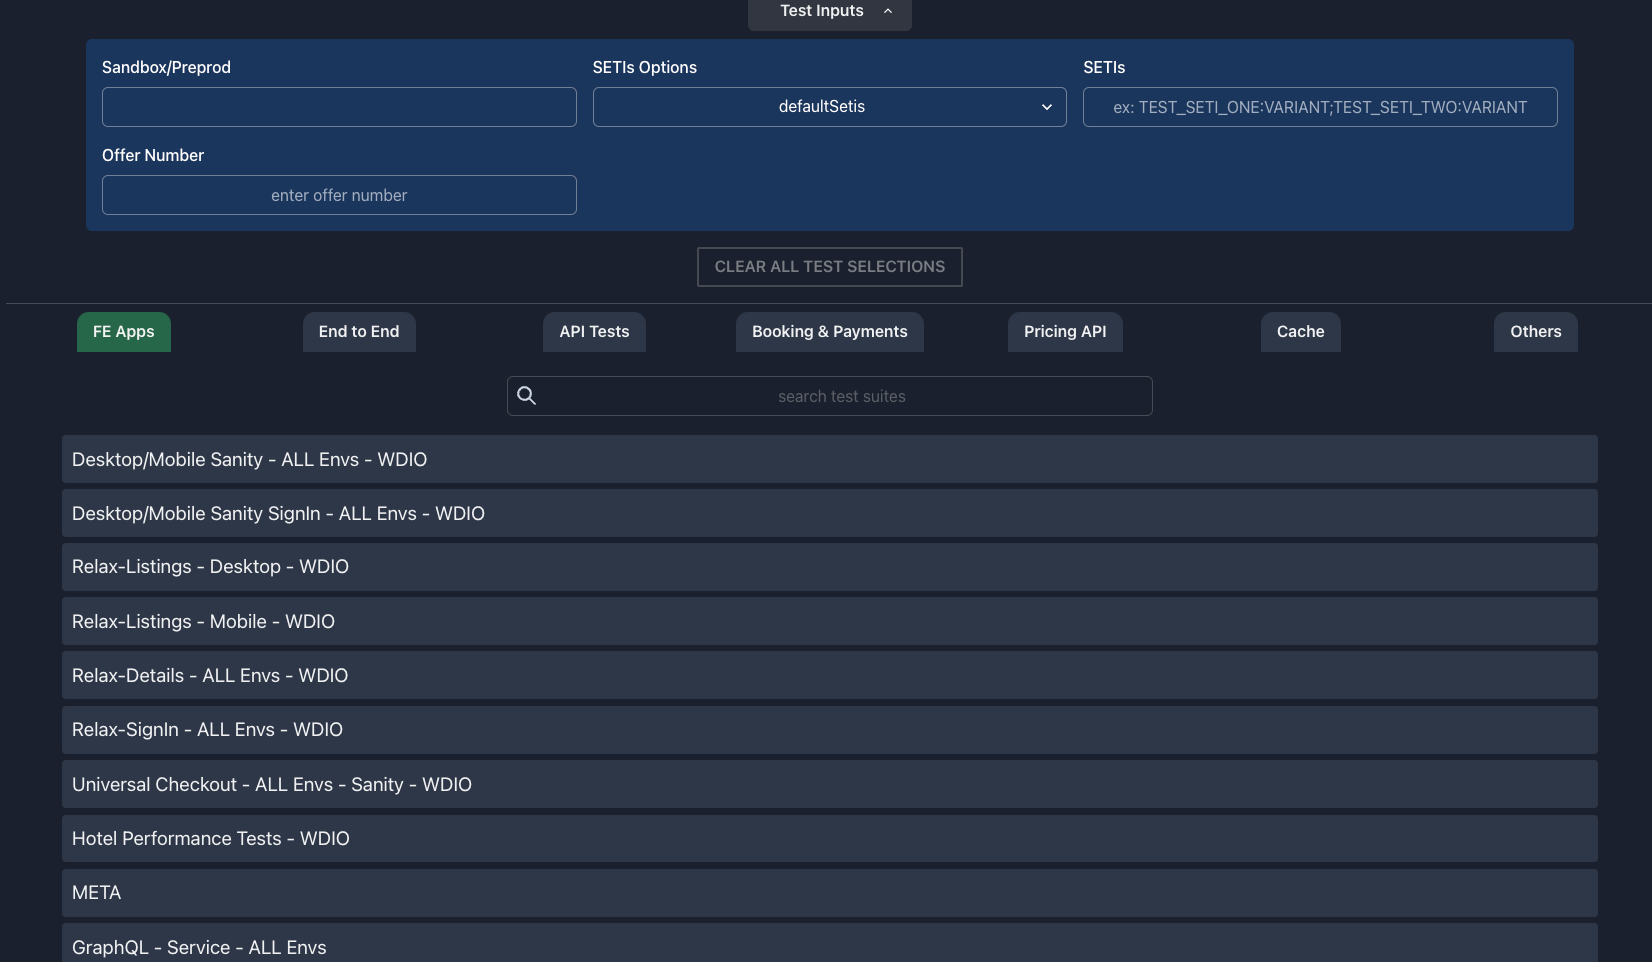 Test Inputs
Sandbox/Preprod
SETIs Options
SETIs
defaultSetis
ex: TEST_SETI_ONE:VARIANT;TEST_SETI_TWO:VARIANT
Offer Number
enter offer number
CLEAR ALL TEST SELECTIONS
FE Apps
End to End
API Tests
Booking & Payments
Pricing API
Cache
Others
search test suites
Desktop/Mobile Sanity - ALL Envs - WDIO
Desktop/Mobile Sanity SignIn - ALL Envs - WDIO
Relax-Listings - Desktop - WDIO
Relax-Listings - Mobile - WDIO
Relax-Details - ALL Envs - WDIO
Relax-SignIn - ALL Envs - WDIO
Universal Checkout - ALL Envs - Sanity - WDIO
Hotel Performance Tests - WDIO
META
GraphQL - Service - ALL Envs